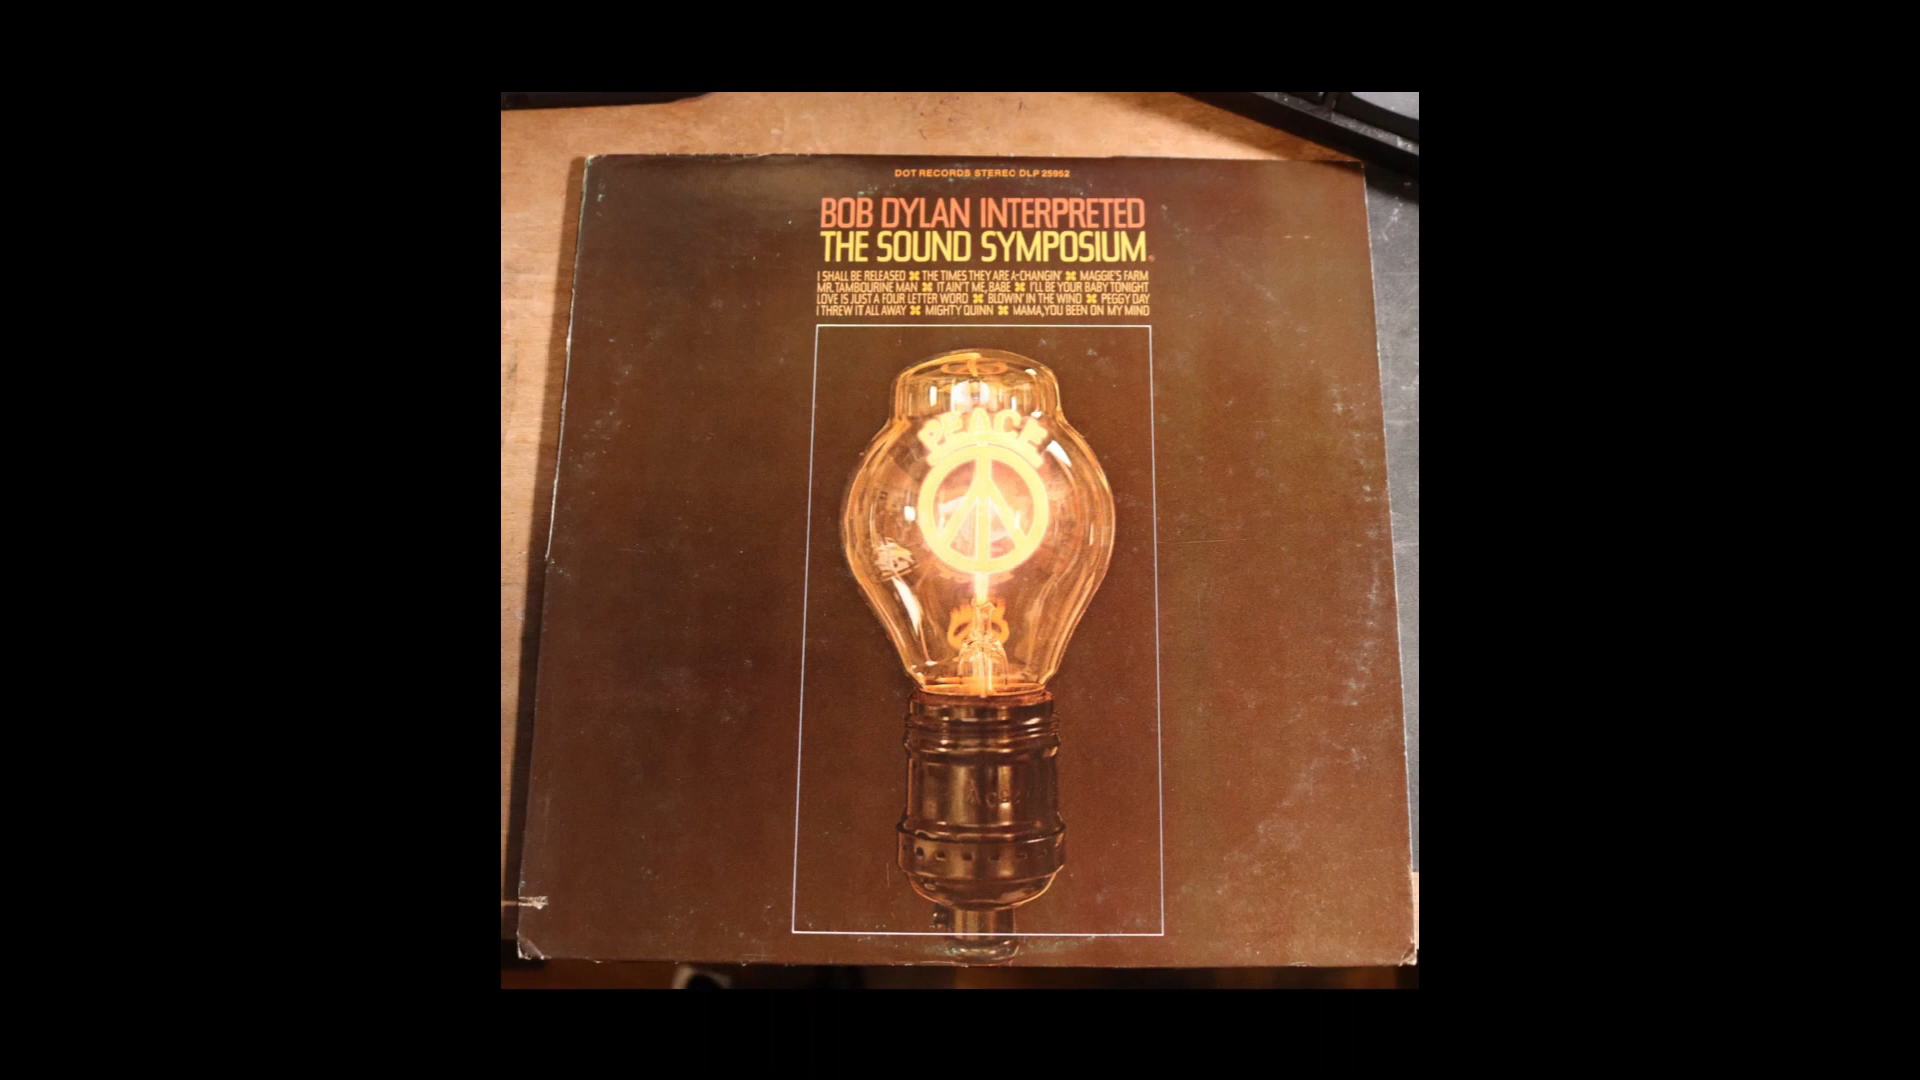 DOT RECORDS STEREO DLP 25952
BOB DYLAN INTERPRETED
THE SOUND SYMPOSIUM
I SHALL BE RELEASED ✖ THE TIMES THEY ARE A-CHANGIN' ✖ MAGGIE'S FARM
MR. TAMBOURINE MAN ✖ IT AIN'T ME, BABE ✖ I'LL BE YOUR BABY TONIGHT
LOVE IS JUST A FOUR LETTER WORD ✖ BLOWIN' IN THE WIND ✖ PEGGY DAY
I THREW IT ALL AWAY ✖ MIGHTY QUINN ✖ MAMA, YOU BEEN ON MY MIND
PEACE